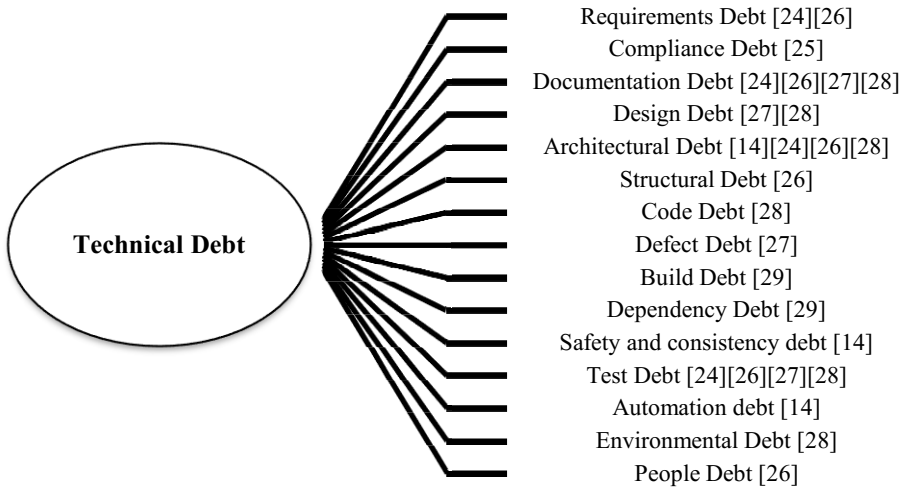 Technical Debt
Requirements Debt [24][26]
Compliance Debt [25]
Documentation Debt [24][26][27][28]
Design Debt [27][28]
Architectural Debt [14][24][26][28]
Structural Debt [26]
Code Debt [28]
Defect Debt [27]
Build Debt [29]
Dependency Debt [29]
Safety and consistency debt [14]
Test Debt [24][26][27][28]
Automation debt [14]
Environmental Debt [28]
People Debt [26]